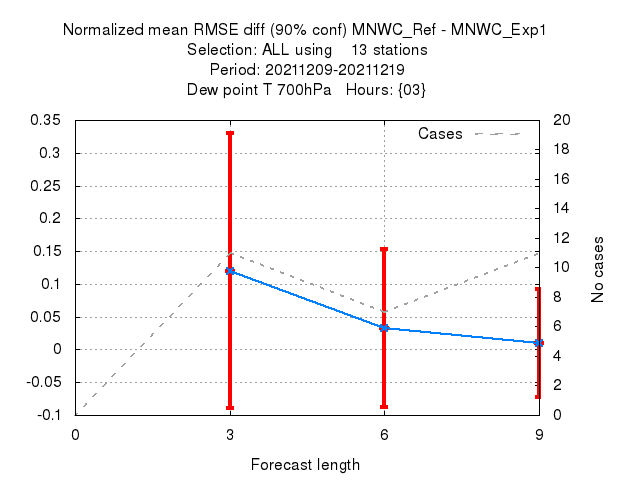 Normalized mean RMSE diff (90% conf) MNWC_Ref - MNWC_Exp1
Selection: ALL using    13 stations
Period: 20211209-20211219
Dew point T 700hPa   Hours: {03}
Cases
0.35
0.3
0.25
0.2
0.15
0.1
0.05
0
-0.05
-0.1
20
18
16
14
12
10
8
6
4
2
0
No cases
0 3 6 9
Forecast length